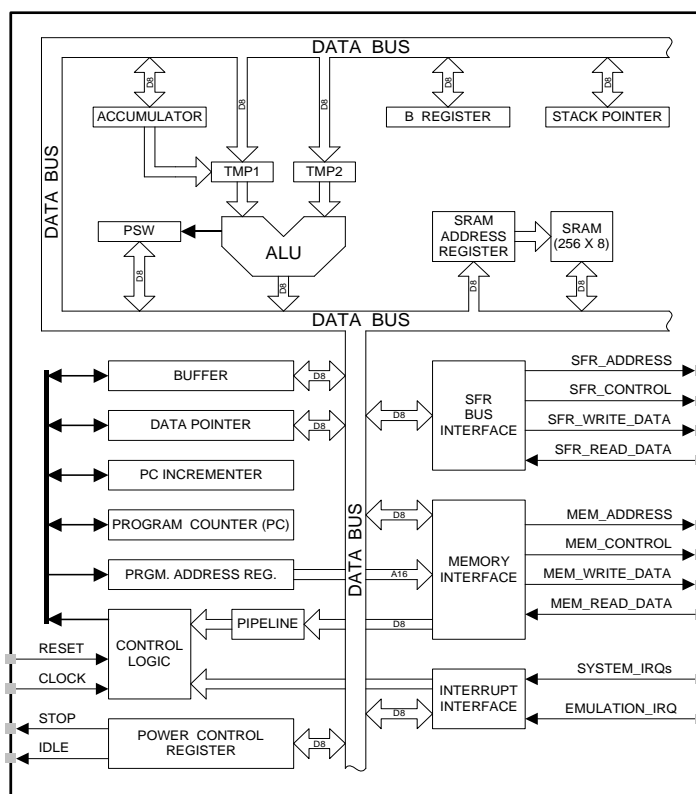 DATA BUS
D8
D8
D8
D8
D8
ACCUMULATOR
B REGISTER
STACK POINTER
DATA BUS
TMP1
TMP2
PSW
ALU
SRAM
ADDRESS
REGISTER
SRAM
(256 X 8)
D8
D8
D8
D8
DATA BUS
BUFFER
D8
SFR_ADDRESS
SFR_CONTROL
DATA POINTER
D8
D8
SFR
BUS
INTERFACE
SFR_WRITE_DATA
SFR_READ_DATA
PC INCREMENTER
PROGRAM COUNTER (PC)
DATA BUS
D8
MEM_ADDRESS
MEM_CONTROL
PRGM. ADDRESS REG.
A16
MEMORY
INTERFACE
MEM_WRITE_DATA
MEM_READ_DATA
PIPELINE
D8
RESET
CONTROL
LOGIC
CLOCK
SYSTEM_IRQs
INTERRUPT
INTERFACE
EMULATION_IRQ
D8
STOP
POWER CONTROL
REGISTER
D8
IDLE